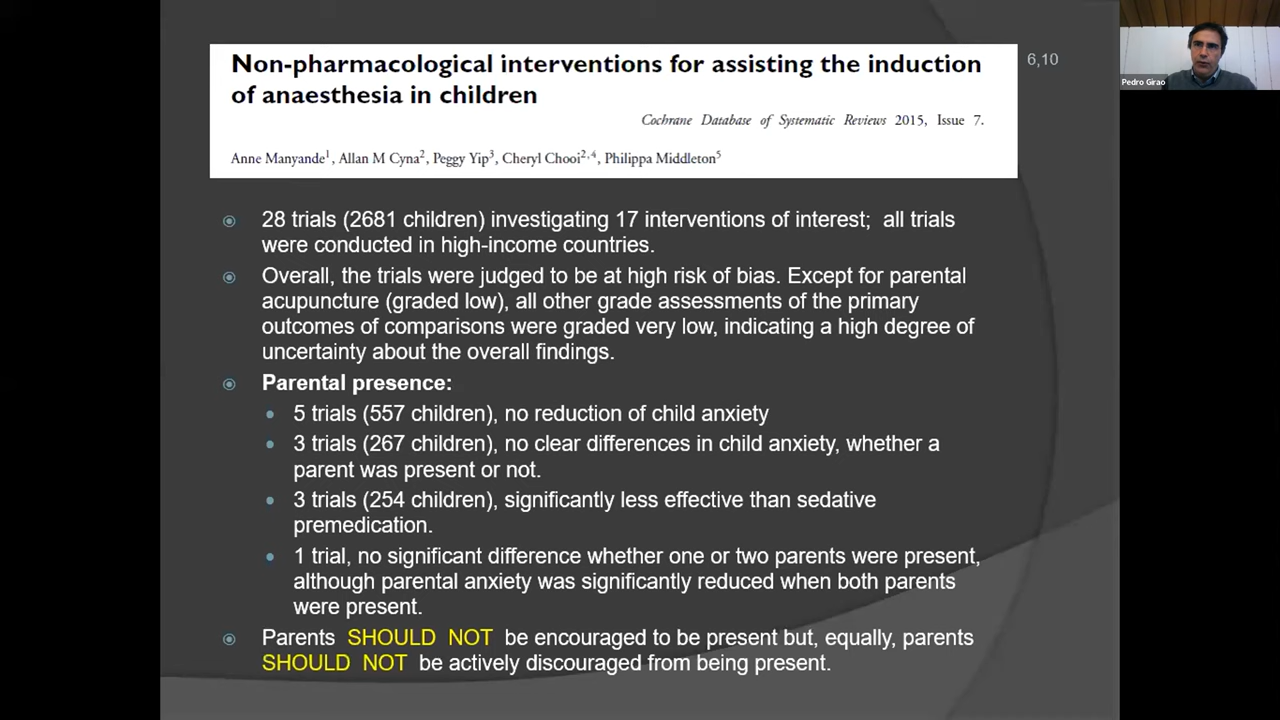 Non-pharmacological interventions for assisting the induction
of anaesthesia in children
Cochrane Database of Systematic Reviews 2015, Issue 7.
Anne Manyande1, Allan M Cyna2, Peggy Yip3, Cheryl Chooi2,4, Philippa Middleton5
6,10
Pedro Girao
28 trials (2681 children) investigating 17 interventions of interest; all trials
were conducted in high-income countries.
Overall, the trials were judged to be at high risk of bias. Except for parental
acupuncture (graded low), all other grade assessments of the primary
outcomes of comparisons were graded very low, indicating a high degree of
uncertainty about the overall findings.
Parental presence:
5 trials (557 children), no reduction of child anxiety
3 trials (267 children), no clear differences in child anxiety, whether a
parent was present or not.
3 trials (254 children), significantly less effective than sedative
premedication.
1 trial, no significant difference whether one or two parents were present,
although parental anxiety was significantly reduced when both parents
were present.
Parents SHOULD NOT be encouraged to be present but, equally, parents
SHOULD NOT be actively discouraged from being present.